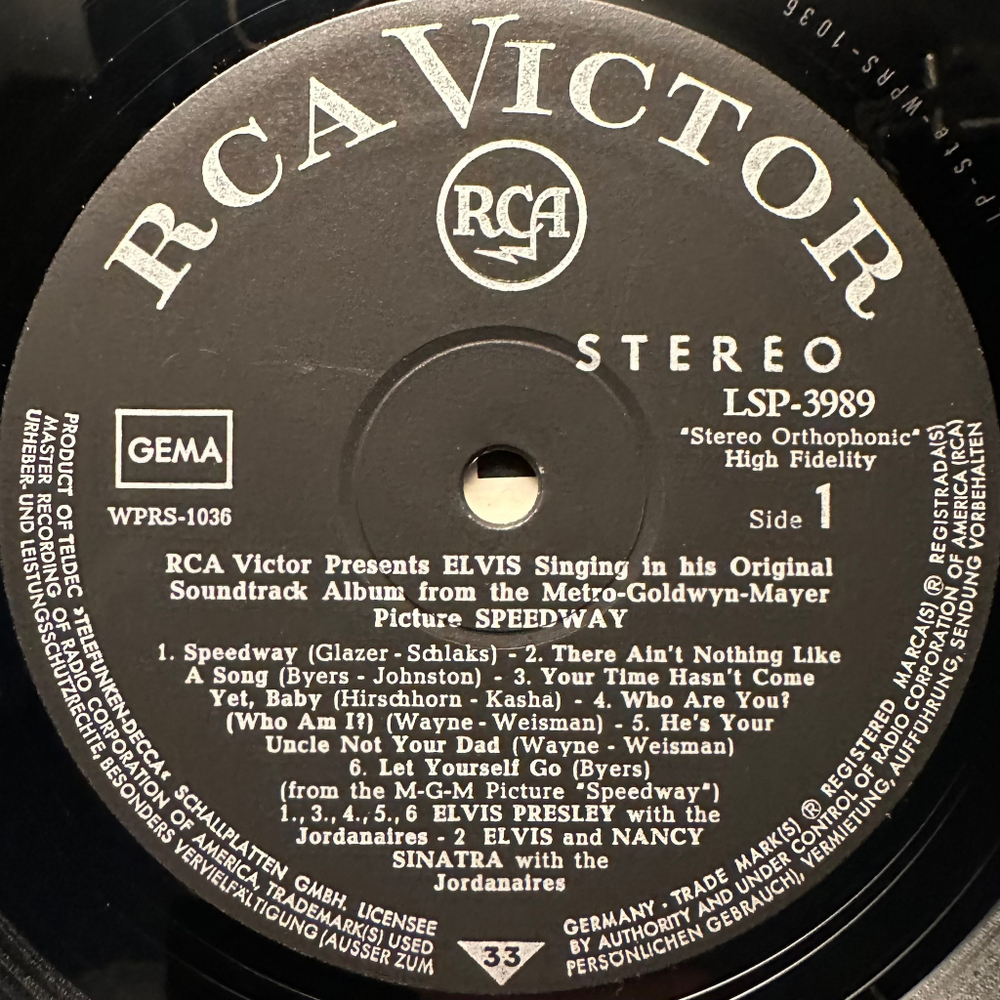 RCA VICTOR
RCA
STEREO
LSP-3989
"Stereo Orthophonic"
High Fidelity
Side 1
GEMA
WPRS-1036
RCA Victor Presents ELVIS Singing in his Original
Soundtrack Album from the Metro-Goldwyn-Mayer
Picture SPEEDWAY
1. Speedway (Glazer - Schlaks) - 2. There Ain't Nothing Like
A Song (Byers - Johnston) - 3. Your Time Hasn't Come
Yet, Baby (Hirschhorn - Kasha) - 4. Who Are You?
(Who Am I?) (Wayne - Weisman) - 5. He's Your
Uncle Not Your Dad (Wayne - Weisman)
6. Let Yourself Go (Byers)
(from the M-G-M Picture "Speedway")
1., 3., 4., 5., 6 ELVIS PRESLEY with the
Jordanaires - 2 ELVIS and NANCY
SINATRA with the
Jordanaires
PRODUCT OF TELDEC »TELEFUNKEN-DECCA« SCHALLPLATTEN GMBH. LICENSEE
MASTER RECORDING OF RADIO CORPORATION OF AMERICA, TRADEMARK(S) USED
URHEBER- UND LEISTUNGSSCHUTZRECHTE, BESONDERS VERVIELFÄLTIGUNG (AUSSER ZUM
33
GERMANY · TRADE MARK(S) ® REGISTERED MARCA(S) ® REGISTRADA(S)
BY AUTHORITY AND UNDER CONTROL OF RADIO CORPORATION OF AMERICA (RCA)
PERSÖNLICHEN GEBRAUCH), VERMIETUNG, AUFFÜHRUNG, SENDUNG VORBEHALTEN
LP-St e-WPRS-1036